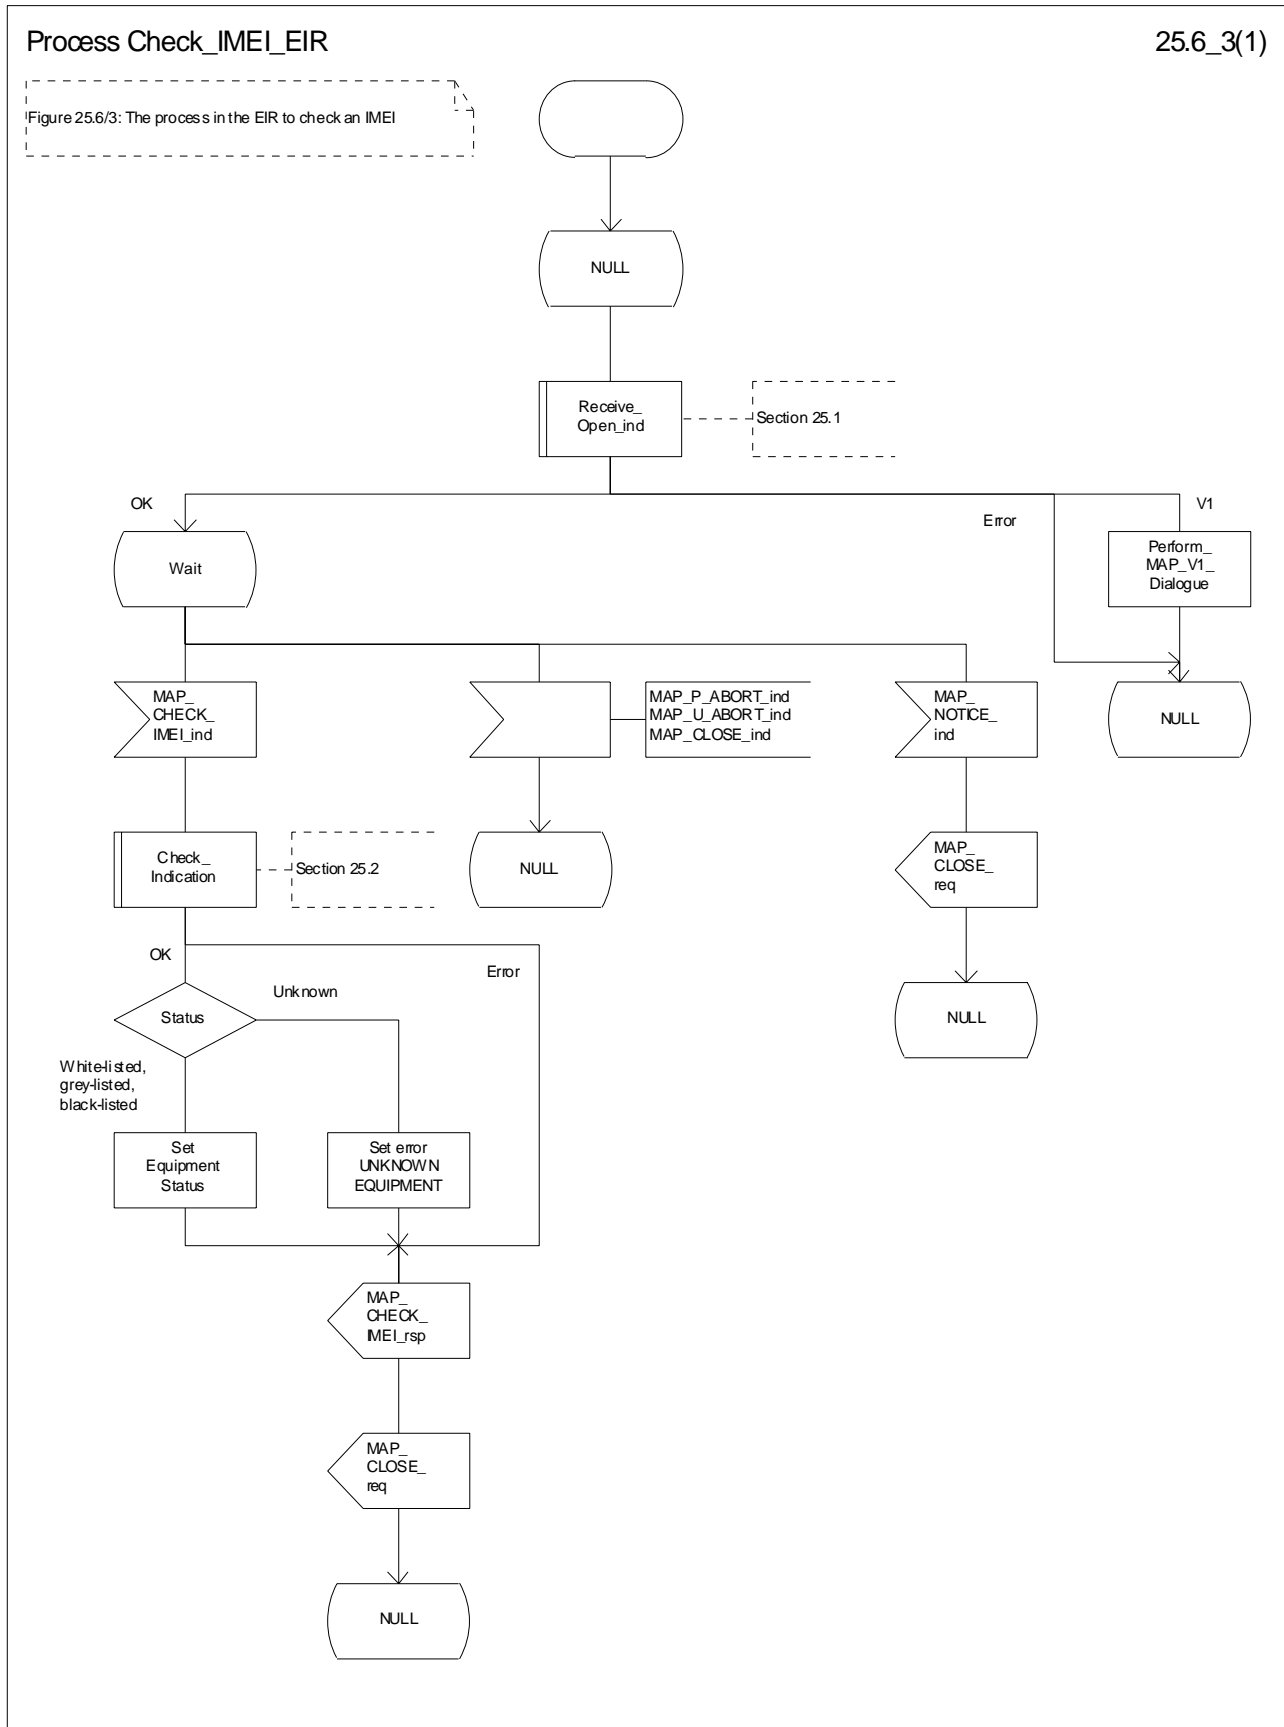 Process Check_IMEI_EIR
25.6_3(1)
Figure 25.6/3: The process in the EIR to check an IMEI
NULL
Receive_
Open_ind
Section 25.1
OK
Error
V1
Wait
Perform_
MAP_V1_
Dialogue
MAP_
CHECK_
IMEI_ind
MAP_P_ABORT_ind
MAP_U_ABORT_ind
MAP_CLOSE_ind
MAP_
NOTICE_
ind
NULL
Check_
Indication
Section 25.2
NULL
MAP_
CLOSE_
req
OK
Error
Unknown
Status
NULL
White-listed,
grey-listed,
black-listed
Set
Equipment
Status
Set error
UNKNOWN
EQUIPMENT
MAP_
CHECK_
IMEI_rsp
MAP_
CLOSE_
req
NULL